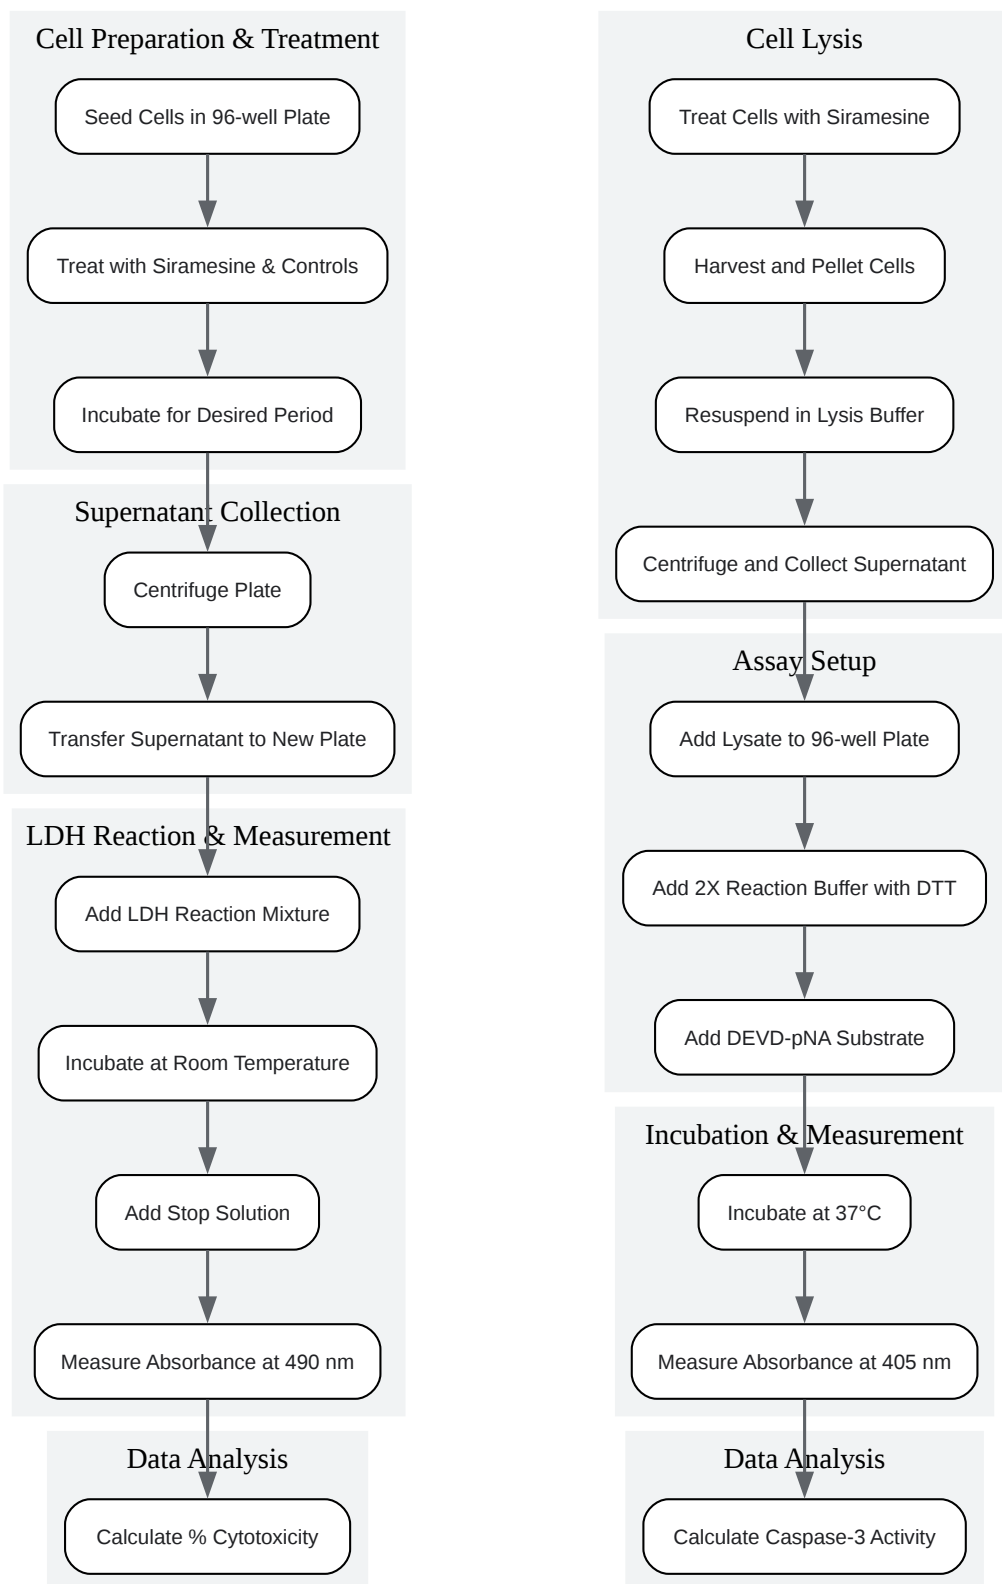 Cell Preparation & Treatment
Seed Cells in 96-well Plate
Treat with Siramesine & Controls
Incubate for Desired Period
Supernatant Collection
Centrifuge Plate
Transfer Supernatant to New Plate
LDH Reaction & Measurement
Add LDH Reaction Mixture
Incubate at Room Temperature
Add Stop Solution
Measure Absorbance at 490 nm
Data Analysis
Calculate % Cytotoxicity
Cell Lysis
Treat Cells with Siramesine
Harvest and Pellet Cells
Resuspend in Lysis Buffer
Centrifuge and Collect Supernatant
Assay Setup
Add Lysate to 96-well Plate
Add 2X Reaction Buffer with DTT
Add DEVD-pNA Substrate
Incubation & Measurement
Incubate at 37°C
Measure Absorbance at 405 nm
Data Analysis
Calculate Caspase-3 Activity